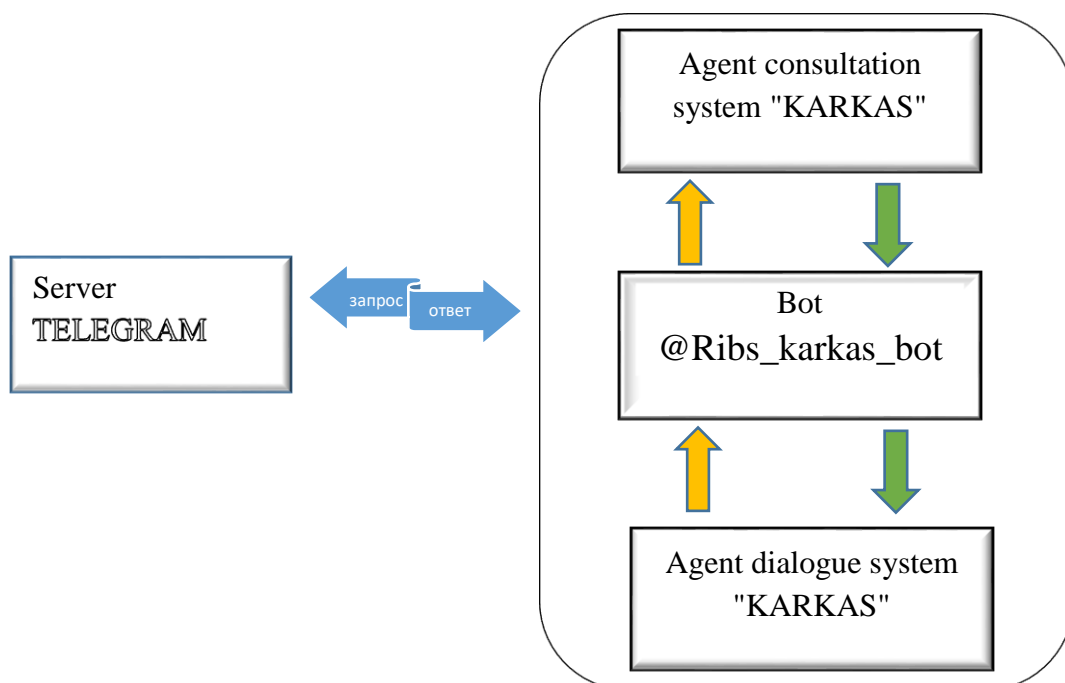 Agent consultation
system "KARKAS"
Server
TELEGRAM
запрос
ответ
Bot
@Ribs_karkas_bot
Agent dialogue system
"KARKAS"